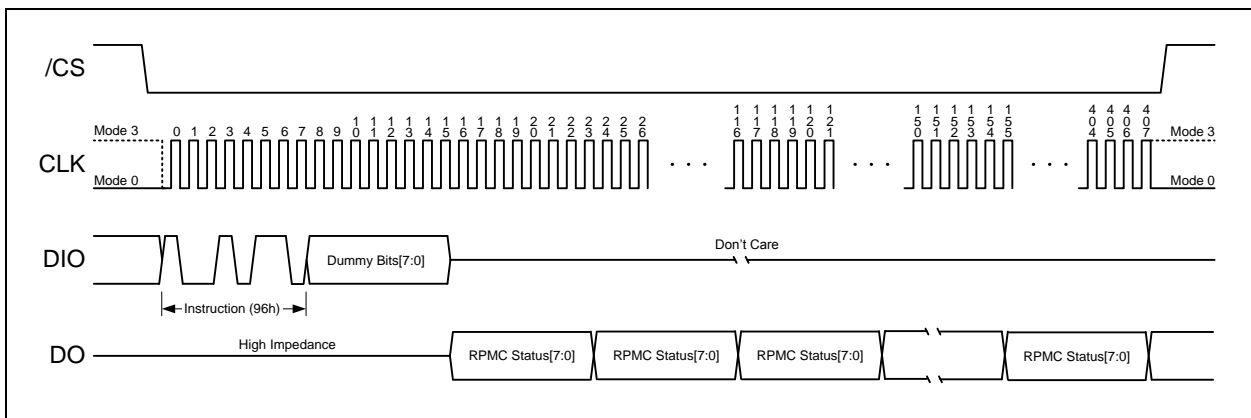 /CS
Mode 3 0 1 2 3 4 5 6 7 8 9 10 11 12 13 14 15 16 17 18 19 20 21 22 23 24 25 26 116 117 118 119 120 121 150 151 152 153 154 155 404 405 406 407 Mode 3
CLK . . . . . . . . .
Mode 0 Mode 0
DIO Dummy Bits[7:0] Don't Care
Instruction (96h)
DO High Impedance RPMC Status[7:0] RPMC Status[7:0] RPMC Status[7:0] RPMC Status[7:0]